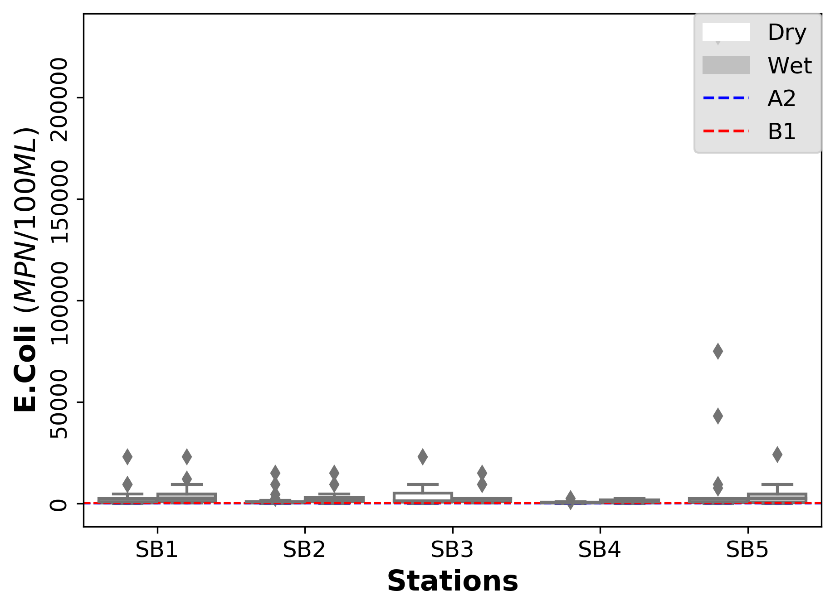 Dry
Wet
A2
B1
E.Coli (MPN/100ML)
200000
150000
100000
50000
0
SB1 SB2 SB3 SB4 SB5
Stations